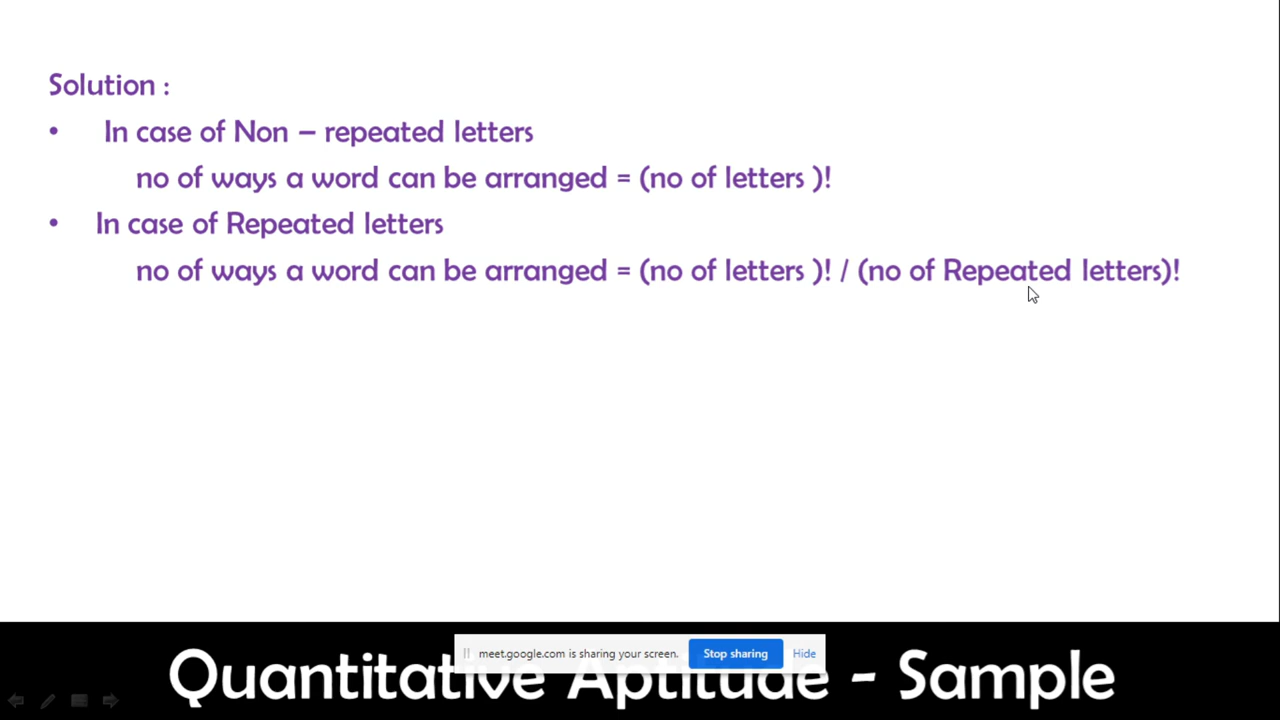 Solution :
• In case of Non – repeated letters
no of ways a word can be arranged = (no of letters )!
• In case of Repeated letters
no of ways a word can be arranged = (no of letters )! / (no of Repeated letters)!
meet.google.com is sharing your screen. Stop sharing Hide
Quantitative Aptitude - Sample